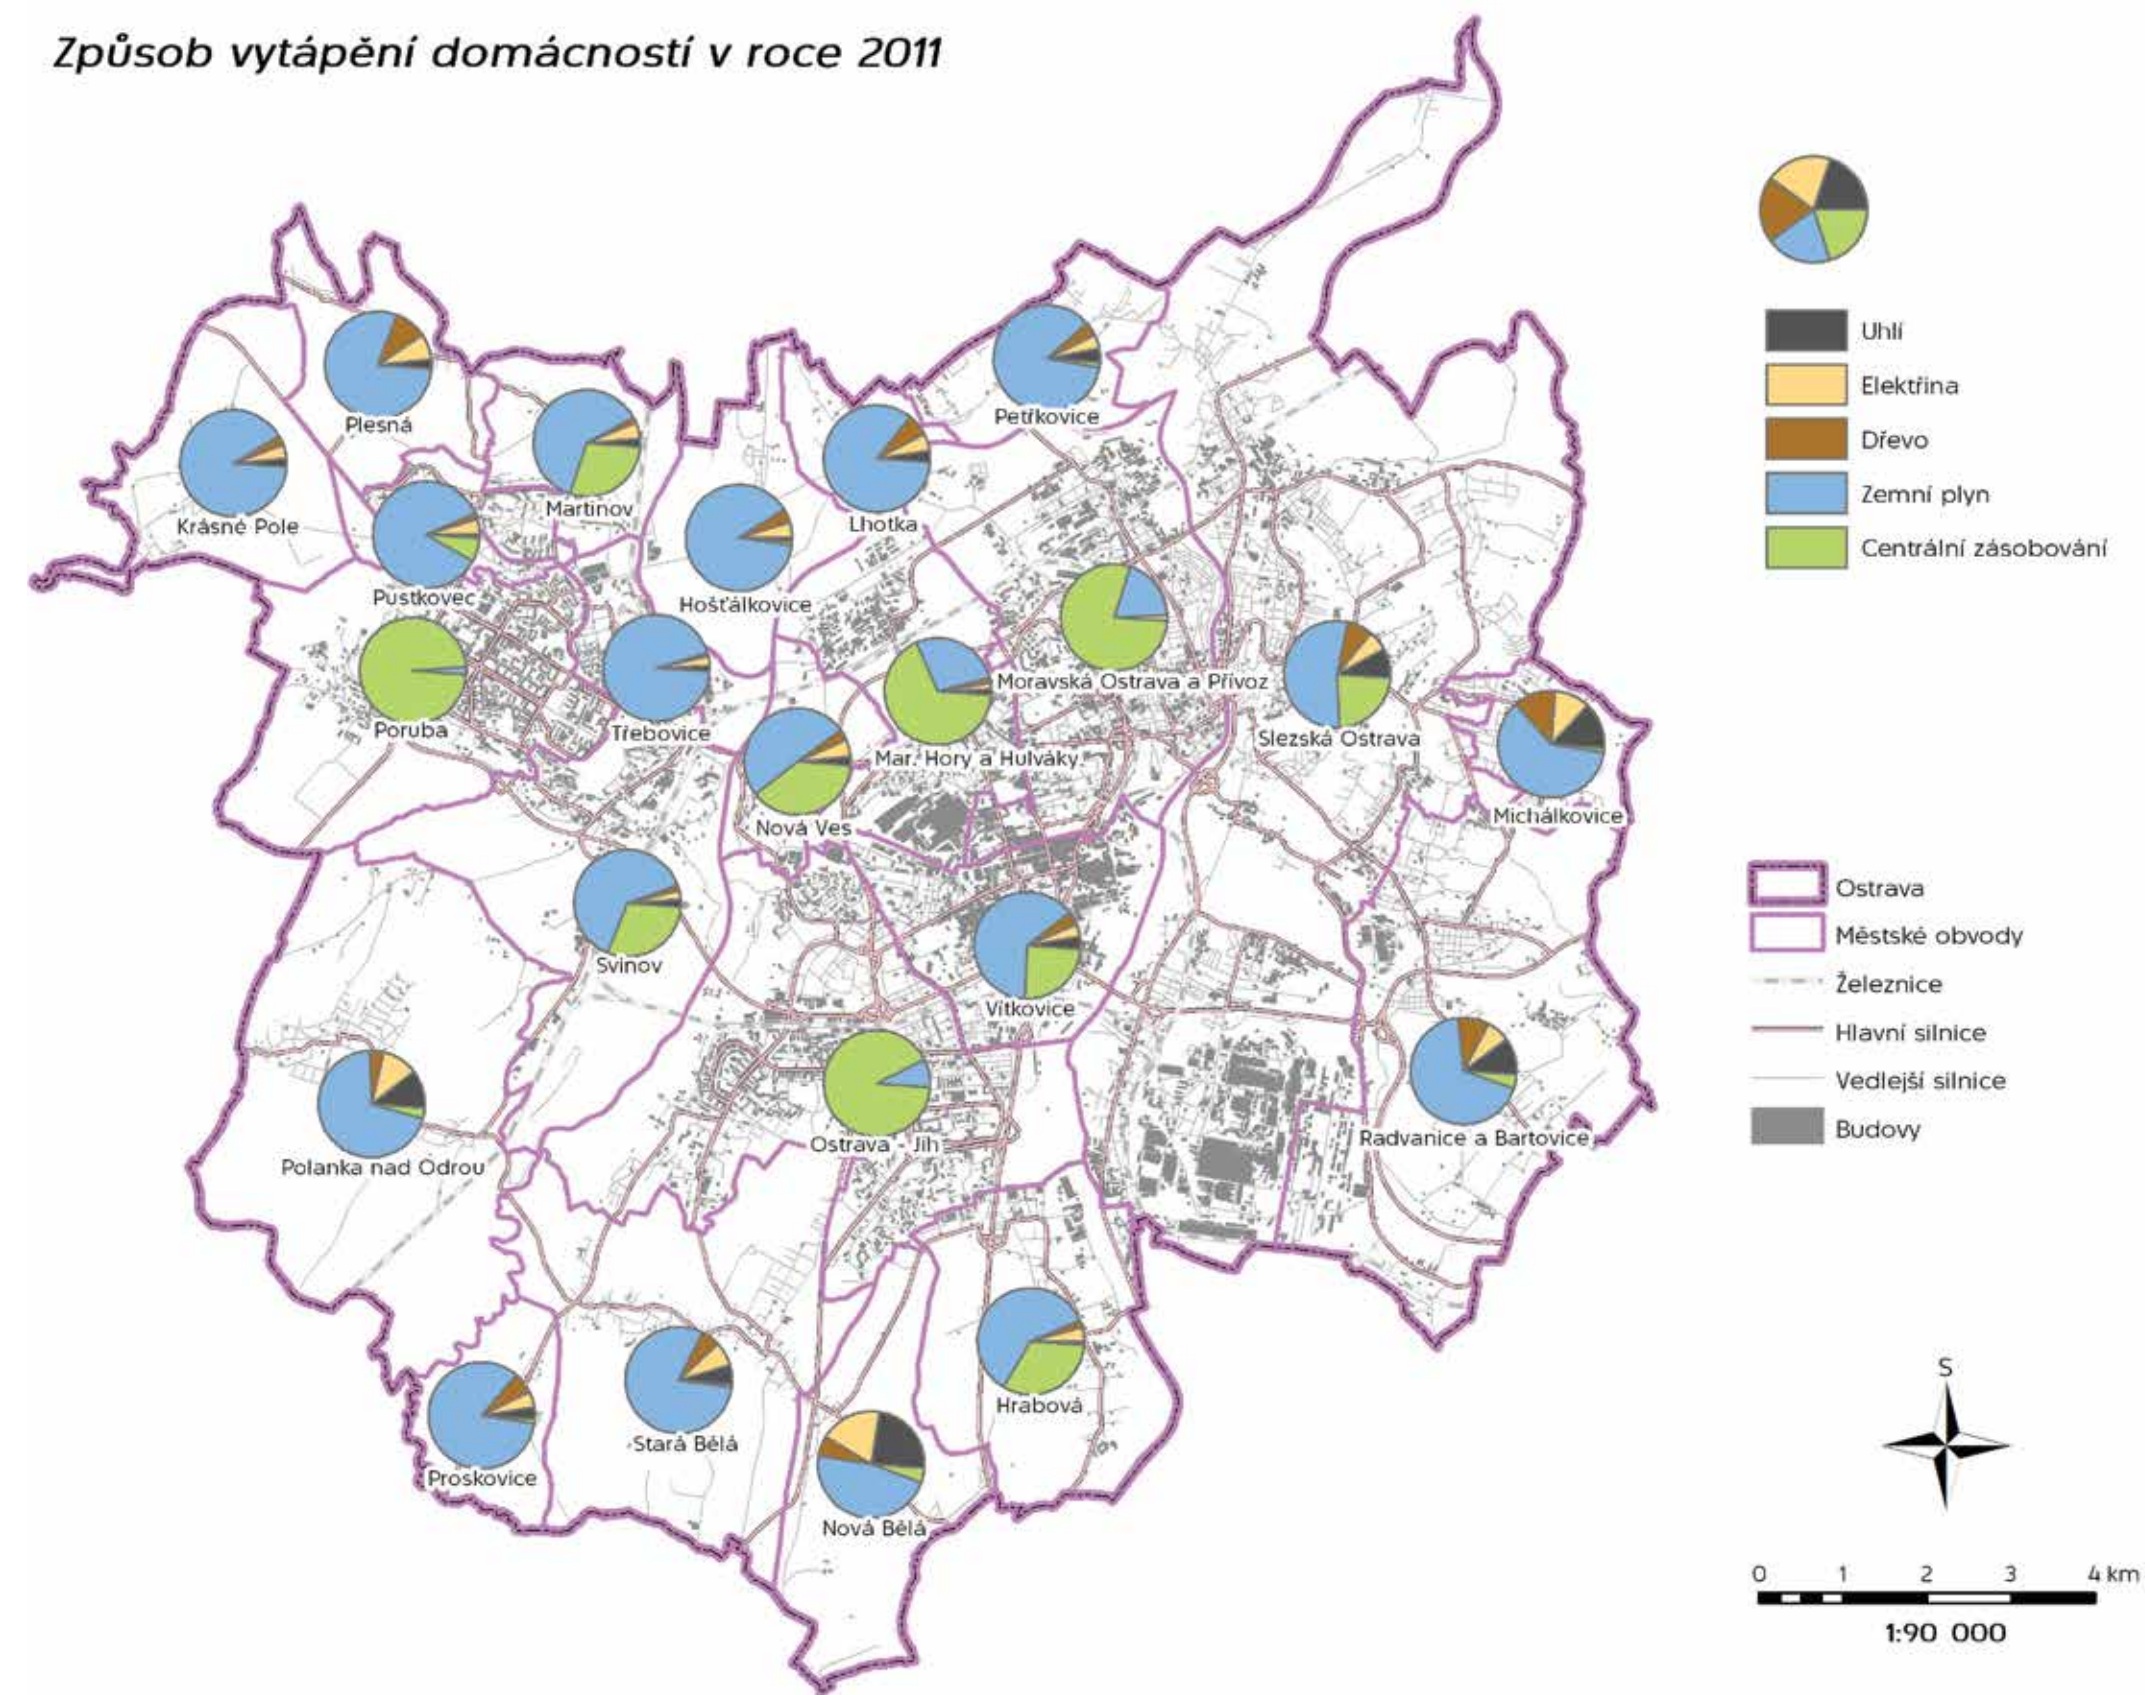 Způsob vytápění domácností v roce 2011
Plesná
Petřkovice
Krásné Pole
Martinov
Lhotka
Pustkovec
Hošťálkovice
Poruba
Třebovice
Moravská Ostrava a Přívoz
Mar. Hory a Hulváky
Slezská Ostrava
Nová Ves
Michálkovice
Svinov
Vítkovice
Ostrava - Jih
Radvanice a Bartovice
Polanka nad Odrou
Hrabová
Stará Bělá
Proskovice
Nová Bělá
Uhlí
Elektřina
Dřevo
Zemní plyn
Centrální zásobování
Ostrava
Městské obvody
Železnice
Hlavní silnice
Vedlejší silnice
Budovy
S
0 1 2 3 4 km
1:90 000